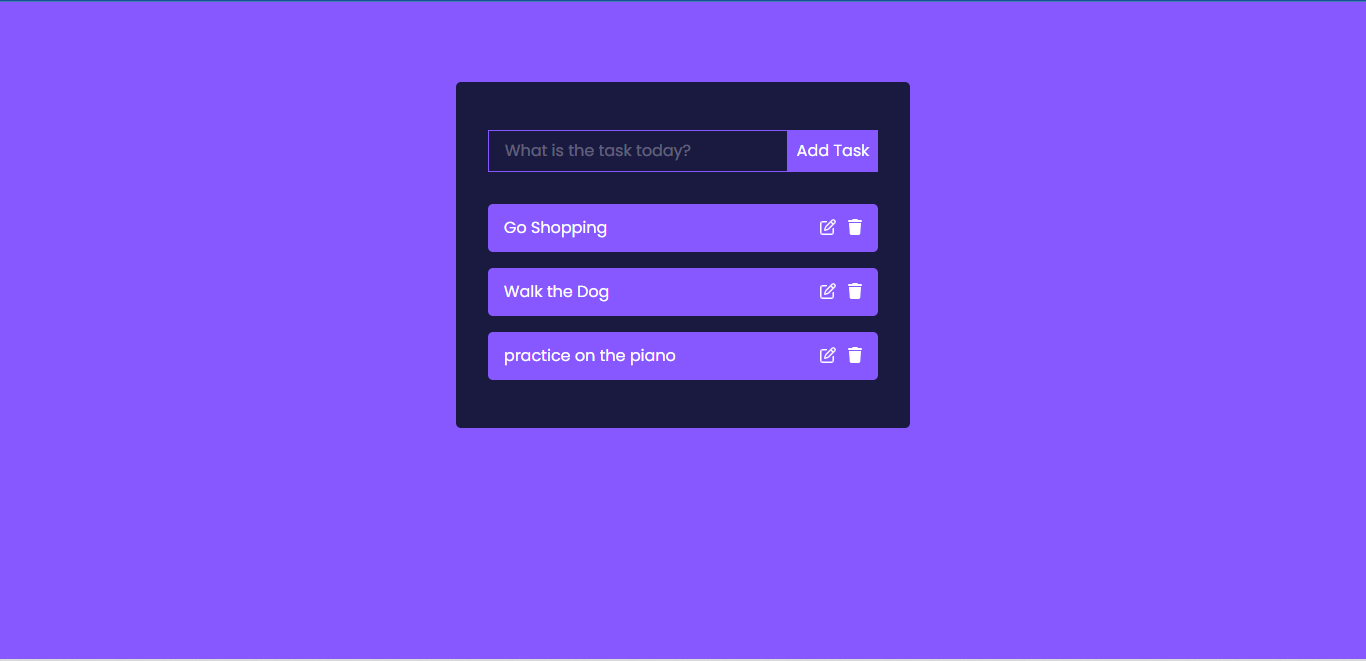 What is the task today? Add Task
Go Shopping
Walk the Dog
practice on the piano